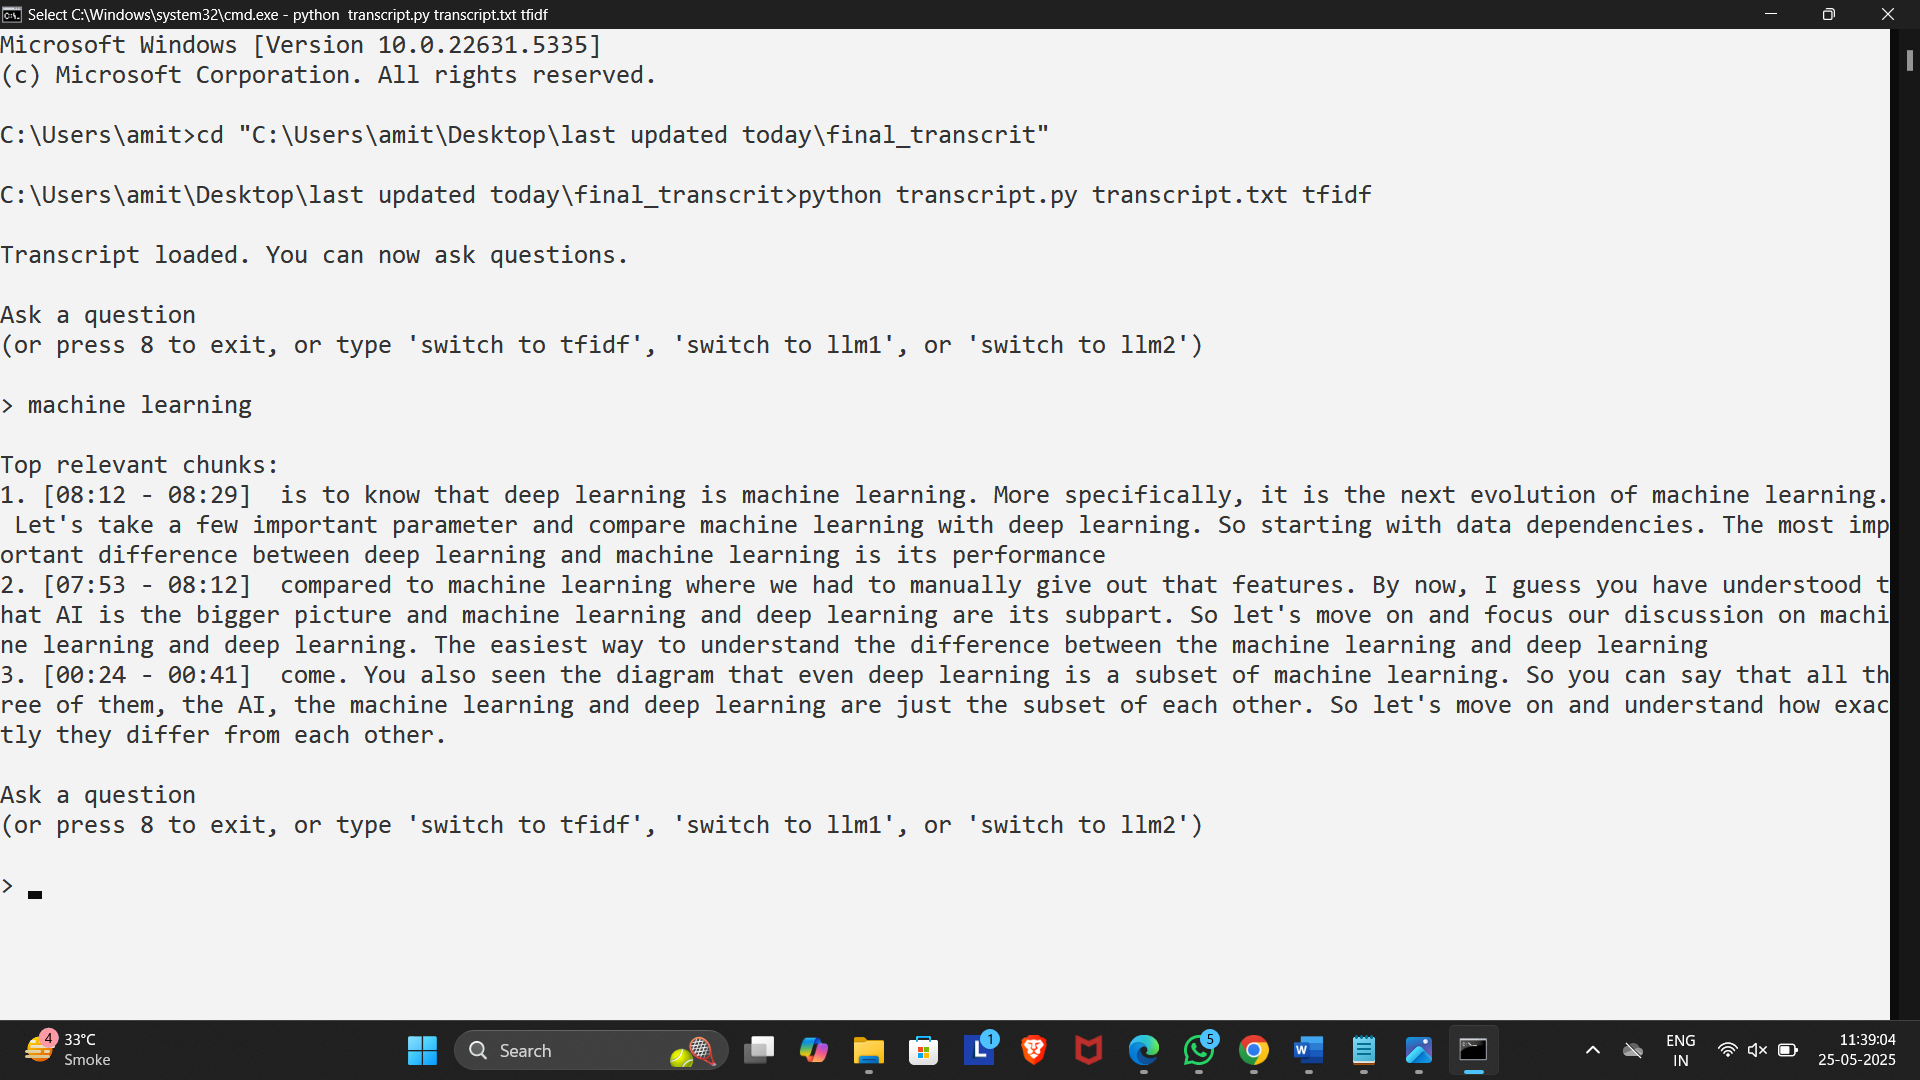 Select C:\Windows\system32\cmd.exe - python  transcript.py transcript.txt tfidf
Microsoft Windows [Version 10.0.22631.5335]
(c) Microsoft Corporation. All rights reserved.
C:\Users\amit>cd "C:\Users\amit\Desktop\last updated today\final_transcrit"
C:\Users\amit\Desktop\last updated today\final_transcrit>python transcript.py transcript.txt tfidf
Transcript loaded. You can now ask questions.
Ask a question
(or press 8 to exit, or type 'switch to tfidf', 'switch to llm1', or 'switch to llm2')
> machine learning
Top relevant chunks:
1. [08:12 - 08:29]  is to know that deep learning is machine learning. More specifically, it is the next evolution of machine learning.
 Let's take a few important parameter and compare machine learning with deep learning. So starting with data dependencies. The most imp
ortant difference between deep learning and machine learning is its performance
2. [07:53 - 08:12]  compared to machine learning where we had to manually give out that features. By now, I guess you have understood t
hat AI is the bigger picture and machine learning and deep learning are its subpart. So let's move on and focus our discussion on machi
ne learning and deep learning. The easiest way to understand the difference between the machine learning and deep learning
3. [00:24 - 00:41]  come. You also seen the diagram that even deep learning is a subset of machine learning. So you can say that all th
ree of them, the AI, the machine learning and deep learning are just the subset of each other. So let's move on and understand how exac
tly they differ from each other.
Ask a question
(or press 8 to exit, or type 'switch to tfidf', 'switch to llm1', or 'switch to llm2')
>
4
33°C
Smoke
Search
L
1
5
W
ENG
IN
11:39:04
25-05-2025